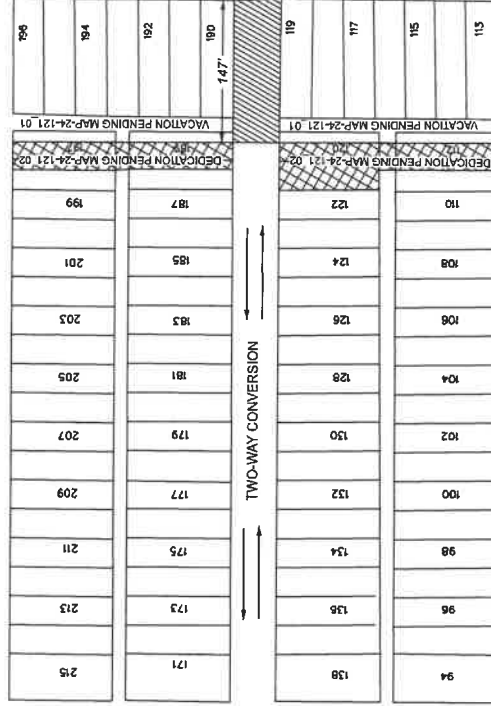 196 194 192 190 147' 119 117 115 113
VACATION PENDING MAP-24-121_01
VACATION PENDING MAP-24-121_01
DEDICATION PENDING MAP-24-121_02
DEDICATION PENDING MAP-24-121_02
199 187 122 110
201 185 124 108
203 183 126 106
205 181 128 104
TWO-WAY CONVERSION
207 179 130 102
209 177 132 100
211 175 134 98
213 173 136 96
215 171 138 94